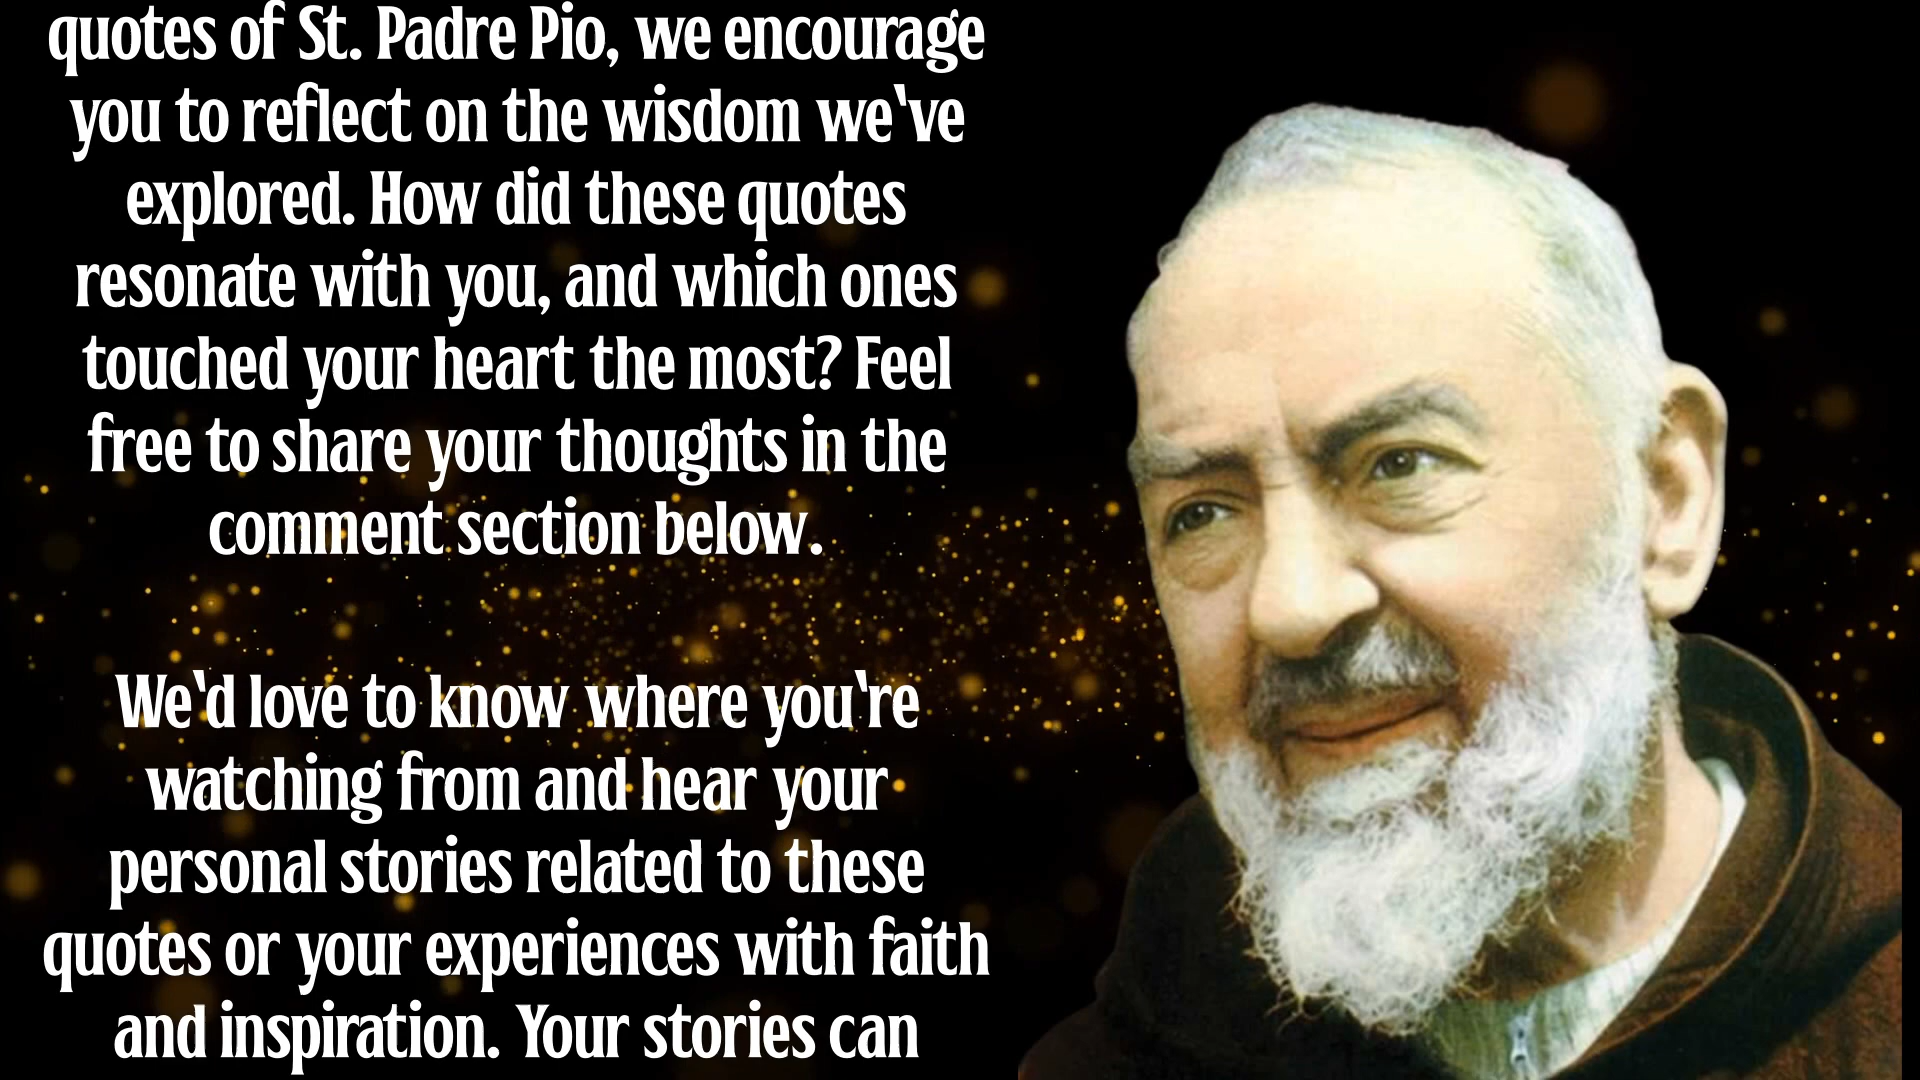 quotes of St. Padre Pio, we encourage
you to reflect on the wisdom we've
explored. How did these quotes
resonate with you, and which ones
touched your heart the most? Feel
free to share your thoughts in the
comment section below.
We'd love to know where you're
watching from and hear your
personal stories related to these
quotes or your experiences with faith
and inspiration. Your stories can